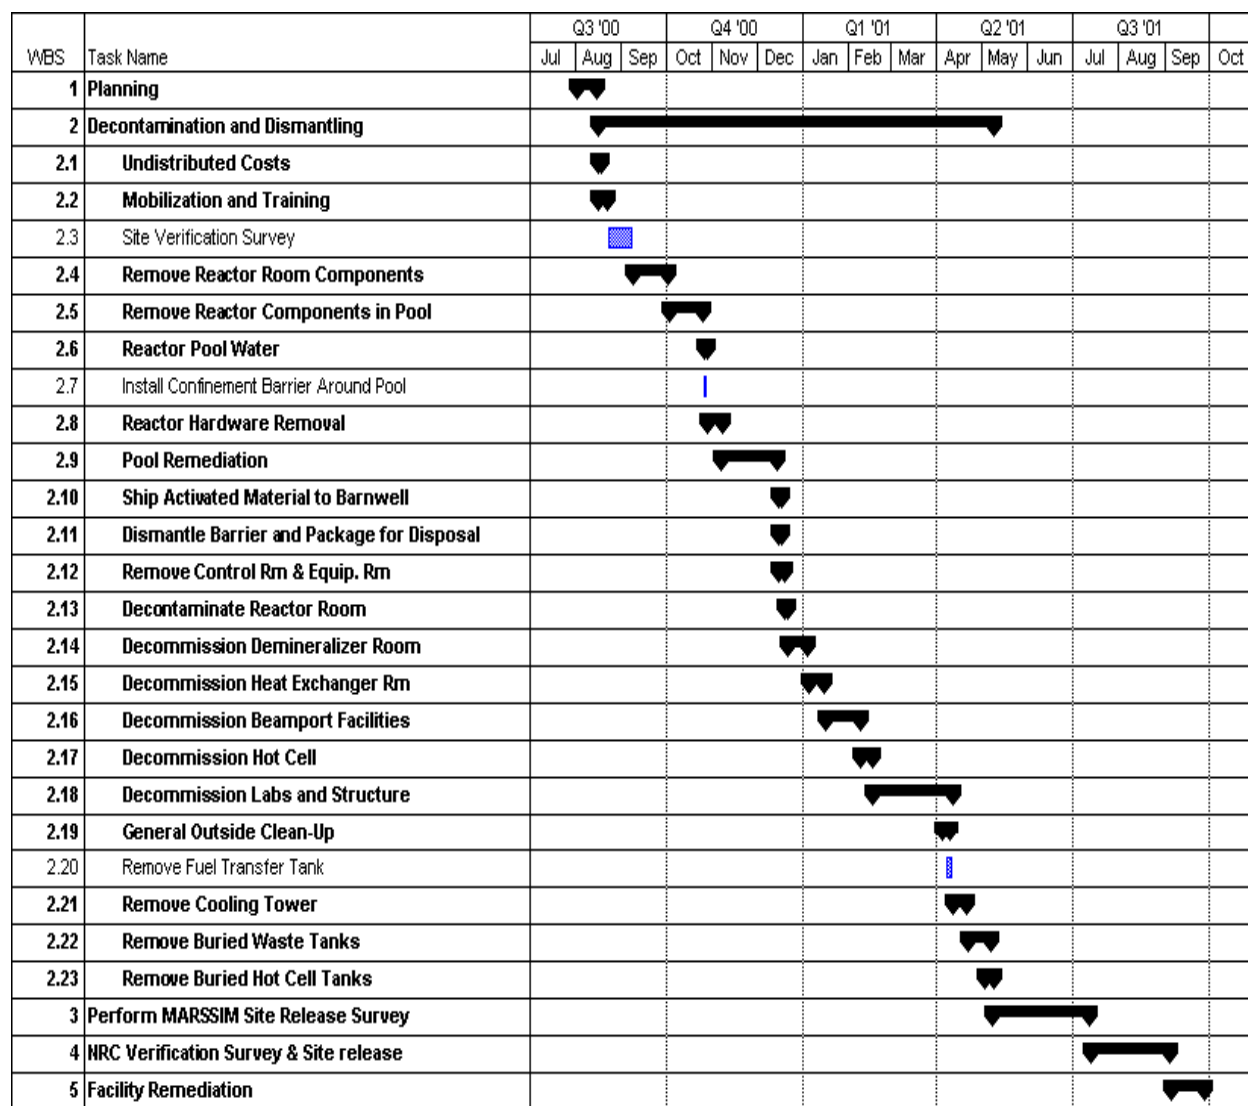 Q3 '00 Q4 '00 Q1 '01 Q2 '01 Q3 '01
WBS Task Name Jul Aug Sep Oct Nov Dec Jan Feb Mar Apr May Jun Jul Aug Sep Oct
1 Planning
2 Decontamination and Dismantling
2.1 Undistributed Costs
2.2 Mobilization and Training
2.3 Site Verification Survey
2.4 Remove Reactor Room Components
2.5 Remove Reactor Components in Pool
2.6 Reactor Pool Water
2.7 Install Confinement Barrier Around Pool
2.8 Reactor Hardware Removal
2.9 Pool Remediation
2.10 Ship Activated Material to Barnwell
2.11 Dismantle Barrier and Package for Disposal
2.12 Remove Control Rm & Equip. Rm
2.13 Decontaminate Reactor Room
2.14 Decommission Demineralizer Room
2.15 Decommission Heat Exchanger Rm
2.16 Decommission Beamport Facilities
2.17 Decommission Hot Cell
2.18 Decommission Labs and Structure
2.19 General Outside Clean-Up
2.20 Remove Fuel Transfer Tank
2.21 Remove Cooling Tower
2.22 Remove Buried Waste Tanks
2.23 Remove Buried Hot Cell Tanks
3 Perform MARSSIM Site Release Survey
4 NRC Verification Survey & Site release
5 Facility Remediation